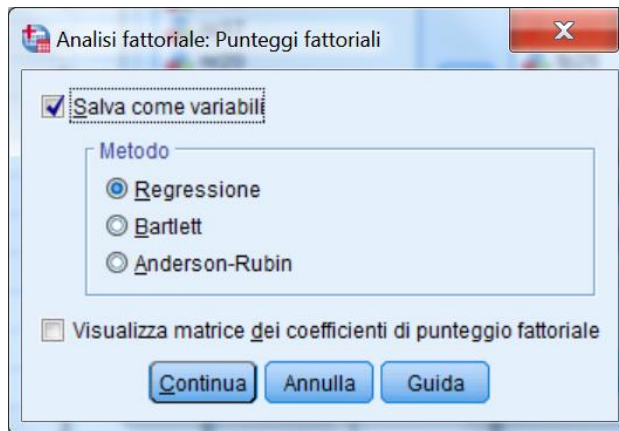 Analisi fattoriale: Punteggi fattoriali
Salva come variabili
Metodo
Regressione
Bartlett
Anderson-Rubin
Visualizza matrice dei coefficienti di punteggio fattoriale
Continua Annulla Guida